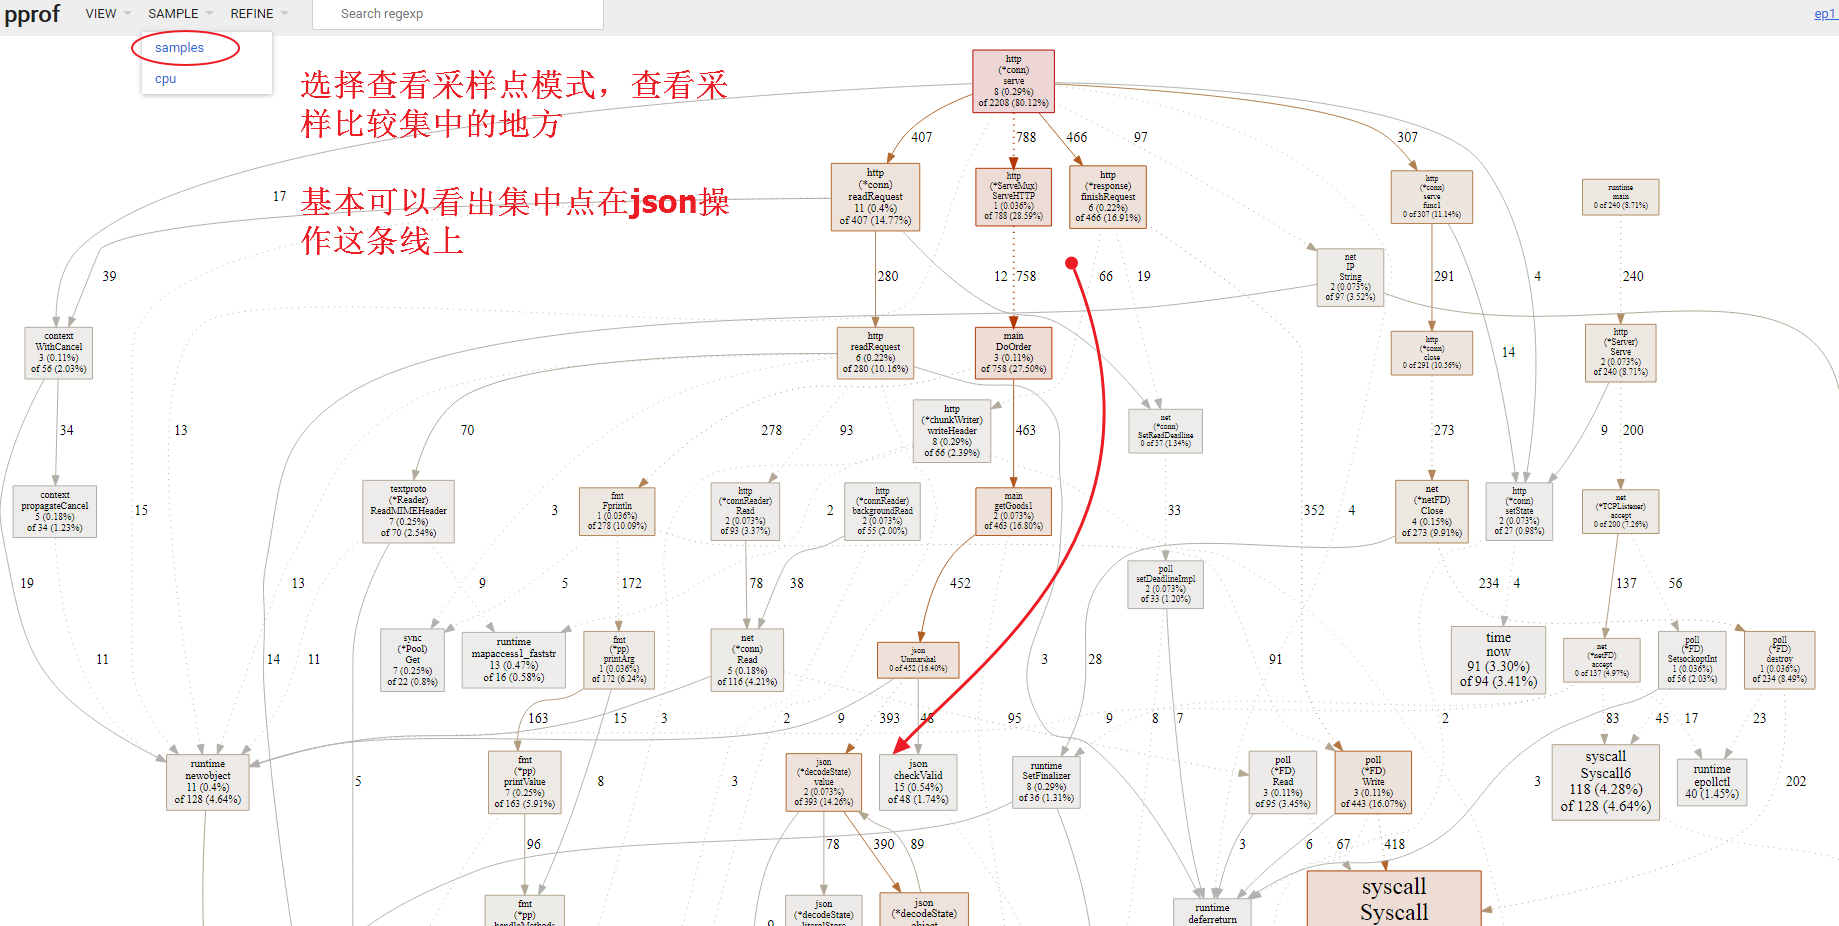 pprof
VIEW
SAMPLE
REFINE
Search regexp
ep1
samples
cpu
选择查看采样点模式，查看采
样比较集中的地方
基本可以看出集中点在json操
作这条线上
http
(*conn)
serve
8 (0.29%)
of 2208 (80.12%)
407
788
466
97
307
17
http
(*conn)
readRequest
11 (0.4%)
of 407 (14.77%)
http
(*ServeMux)
ServeHTTP
1 (0.036%)
of 788 (28.59%)
http
(*response)
finishRequest
6 (0.22%)
of 466 (16.91%)
http
(*conn)
serve
func1
0 of 307 (11.14%)
runtime
main
0 of 240 (8.71%)
net
IP
String
2 (0.073%)
of 97 (3.52%)
39
280
12
758
66
19
291
4
240
context
WithCancel
3 (0.11%)
of 56 (2.03%)
http
readRequest
6 (0.22%)
of 280 (10.16%)
main
DoOrder
3 (0.11%)
of 758 (27.50%)
http
(*conn)
close
0 of 291 (10.56%)
14
http
(*Server)
Serve
2 (0.073%)
of 240 (8.71%)
34
13
70
278
93
http
(*chunkWriter)
writeHeader
8 (0.29%)
of 66 (2.39%)
463
net
(*conn)
SetReadDeadline
0 of 37 (1.34%)
273
9
200
context
propagateCancel
5 (0.18%)
of 34 (1.23%)
15
textproto
(*Reader)
ReadMIMEHeader
7 (0.25%)
of 70 (2.54%)
3
fmt
Fprintln
1 (0.036%)
of 278 (10.09%)
http
(*connReader)
Read
2 (0.073%)
of 93 (3.37%)
2
http
(*connReader)
backgroundRead
2 (0.073%)
of 55 (2.00%)
main
getGoods1
2 (0.073%)
of 463 (16.80%)
33
352
4
net
(*netFD)
Close
4 (0.15%)
of 273 (9.91%)
http
(*conn)
setState
2 (0.073%)
of 27 (0.98%)
net
(*TCPListener)
accept
0 of 200 (7.26%)
19
13
9
5
172
78
38
452
poll
setDeadlineImpl
2 (0.073%)
of 33 (1.20%)
234
4
137
56
11
14
11
sync
(*Pool)
Get
7 (0.25%)
of 22 (0.8%)
runtime
mapaccess1_faststr
13 (0.47%)
of 16 (0.58%)
fmt
(*pp)
printArg
1 (0.036%)
of 172 (6.24%)
net
(*conn)
Read
5 (0.18%)
of 116 (4.21%)
json
Unmarshal
0 of 452 (16.40%)
3
28
91
time
now
91 (3.30%)
of 94 (3.41%)
net
(*netFD)
accept
0 of 137 (4.97%)
poll
(*FD)
SetsockoptInt
1 (0.036%)
of 56 (2.03%)
poll
(*FD)
destroy
1 (0.036%)
of 234 (8.49%)
163
15
3
2
9
393
48
95
9
8
7
2
83
45
17
23
runtime
newobject
11 (0.4%)
of 128 (4.64%)
5
fmt
(*pp)
printValue
7 (0.25%)
of 163 (5.91%)
8
3
json
(*decodeState)
value
2 (0.073%)
of 393 (14.26%)
json
checkValid
15 (0.54%)
of 48 (1.74%)
runtime
SetFinalizer
8 (0.29%)
of 36 (1.31%)
poll
(*FD)
Read
3 (0.11%)
of 95 (3.45%)
poll
(*FD)
Write
3 (0.11%)
of 443 (16.07%)
3
syscall
Syscall6
118 (4.28%)
of 128 (4.64%)
runtime
epollctl
40 (1.45%)
202
96
78
390
89
3
6
67
418
fmt
(*pp)
handleMethods
json
(*decodeState)
literalStore
json
(*decodeState)
object
runtime
deferreturn
syscall
Syscall